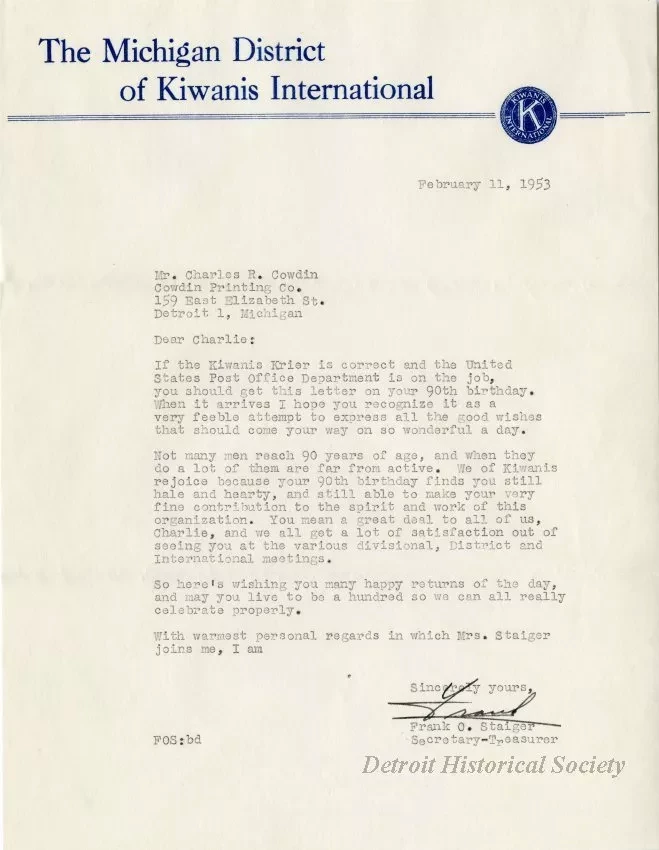 The Michigan District
of Kiwanis International
KIWANIS
K
INTERNATIONAL
February 11, 1953
Mr. Charles R. Cowdin
Cowdin Printing Co.
159 East Elizabeth St.
Detroit 1, Michigan
Dear Charlie:
If the Kiwanis Krier is correct and the United
States Post Office Department is on the job,
you should get this letter on your 90th birthday.
When it arrives I hope you recognize it as a
very feeble attempt to express all the good wishes
that should come your way on so wonderful a day.
Not many men reach 90 years of age, and when they
do a lot of them are far from active. We of Kiwanis
rejoice because your 90th birthday finds you still
hale and hearty, and still able to make your very
fine contribution to the spirit and work of this
organization. You mean a great deal to all of us,
Charlie, and we all get a lot of satisfaction out of
seeing you at the various divisional, District and
International meetings.
So here's wishing you many happy returns of the day,
and may you live to be a hundred so we can all really
celebrate properly.
With warmest personal regards in which Mrs. Staiger
joins me, I am
Sincerely yours,
Frank
Frank O. Staiger
FOS:bd Secretary-Treasurer
Detroit Historical Society